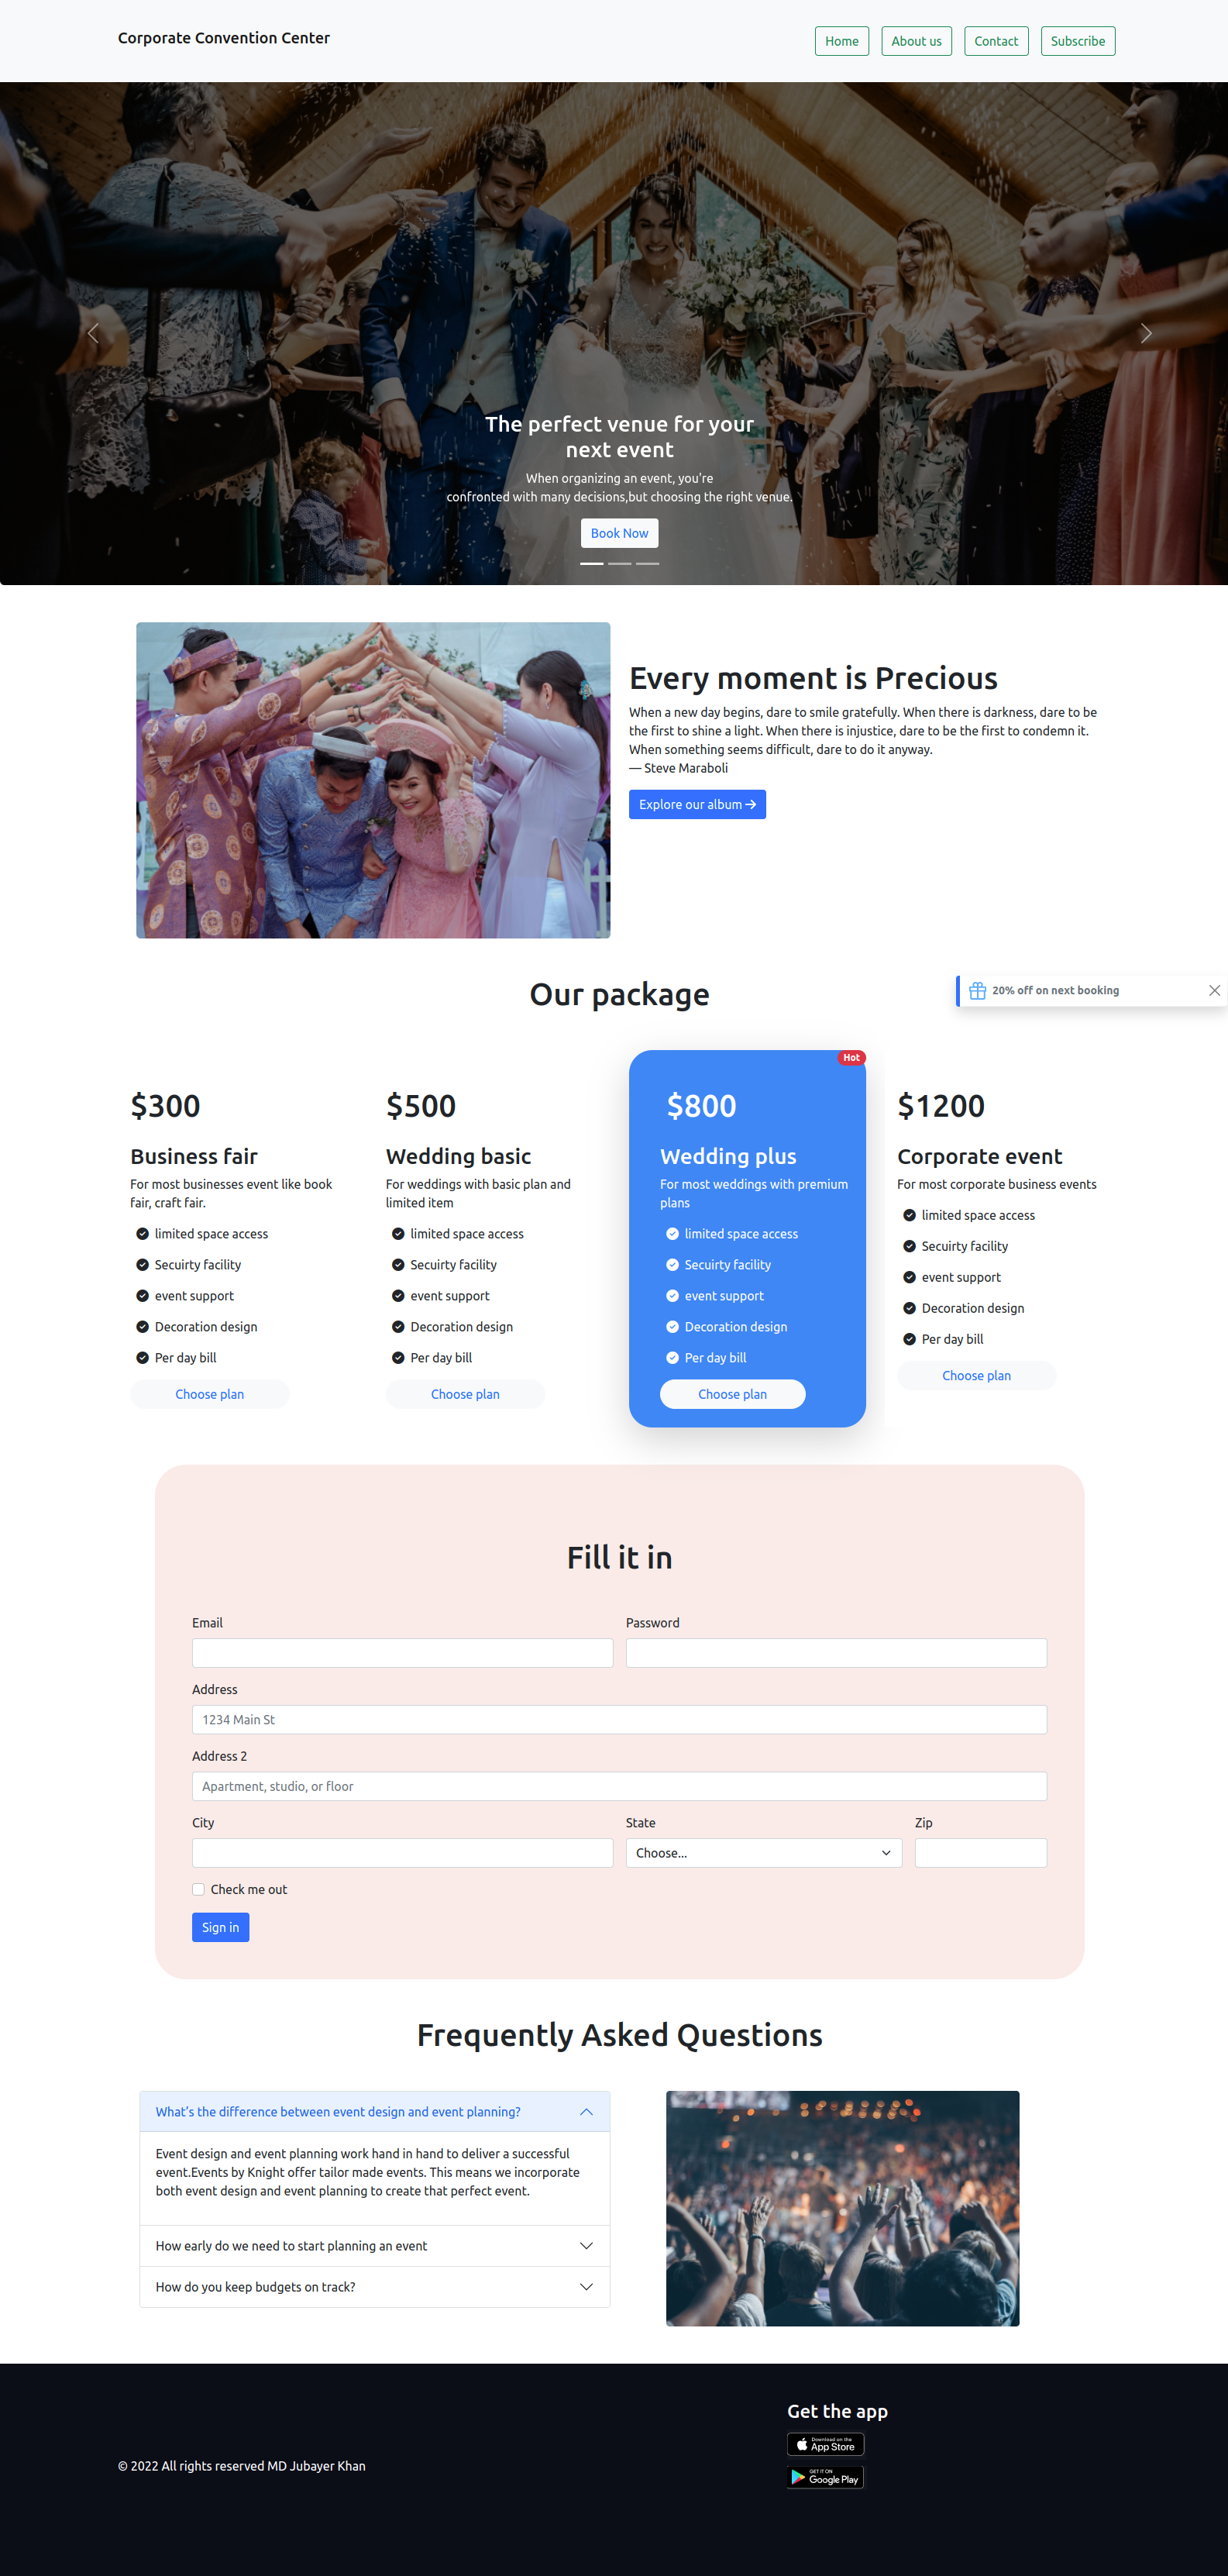 Corporate Convention Center
Home
About us
Contact
Subscribe
The perfect venue for your
next event
When organizing an event, you're
confronted with many decisions,but choosing the right venue.
Book Now
Every moment is Precious
When a new day begins, dare to smile gratefully. When there is darkness, dare to be
the first to shine a light. When there is injustice, dare to be the first to condemn it.
When something seems difficult, dare to do it anyway.
— Steve Maraboli
Explore our album
Our package
20% off on next booking
$300
Business fair
For most businesses event like book
fair, craft fair.
limited space access
Secuirty facility
event support
Decoration design
Per day bill
Choose plan
$500
Wedding basic
For weddings with basic plan and
limited item
limited space access
Secuirty facility
event support
Decoration design
Per day bill
Choose plan
Hot
$800
Wedding plus
For most weddings with premium
plans
limited space access
Secuirty facility
event support
Decoration design
Per day bill
Choose plan
$1200
Corporate event
For most corporate business events
limited space access
Secuirty facility
event support
Decoration design
Per day bill
Choose plan
Fill it in
Email
Password
Address
1234 Main St
Address 2
Apartment, studio, or floor
City
State
Zip
Choose...
Check me out
Sign in
Frequently Asked Questions
What's the difference between event design and event planning?
Event design and event planning work hand in hand to deliver a successful
event.Events by Knight offer tailor made events. This means we incorporate
both event design and event planning to create that perfect event.
How early do we need to start planning an event
How do you keep budgets on track?
Get the app
Download on the
App Store
GET IT ON
Google Play
© 2022 All rights reserved MD Jubayer Khan